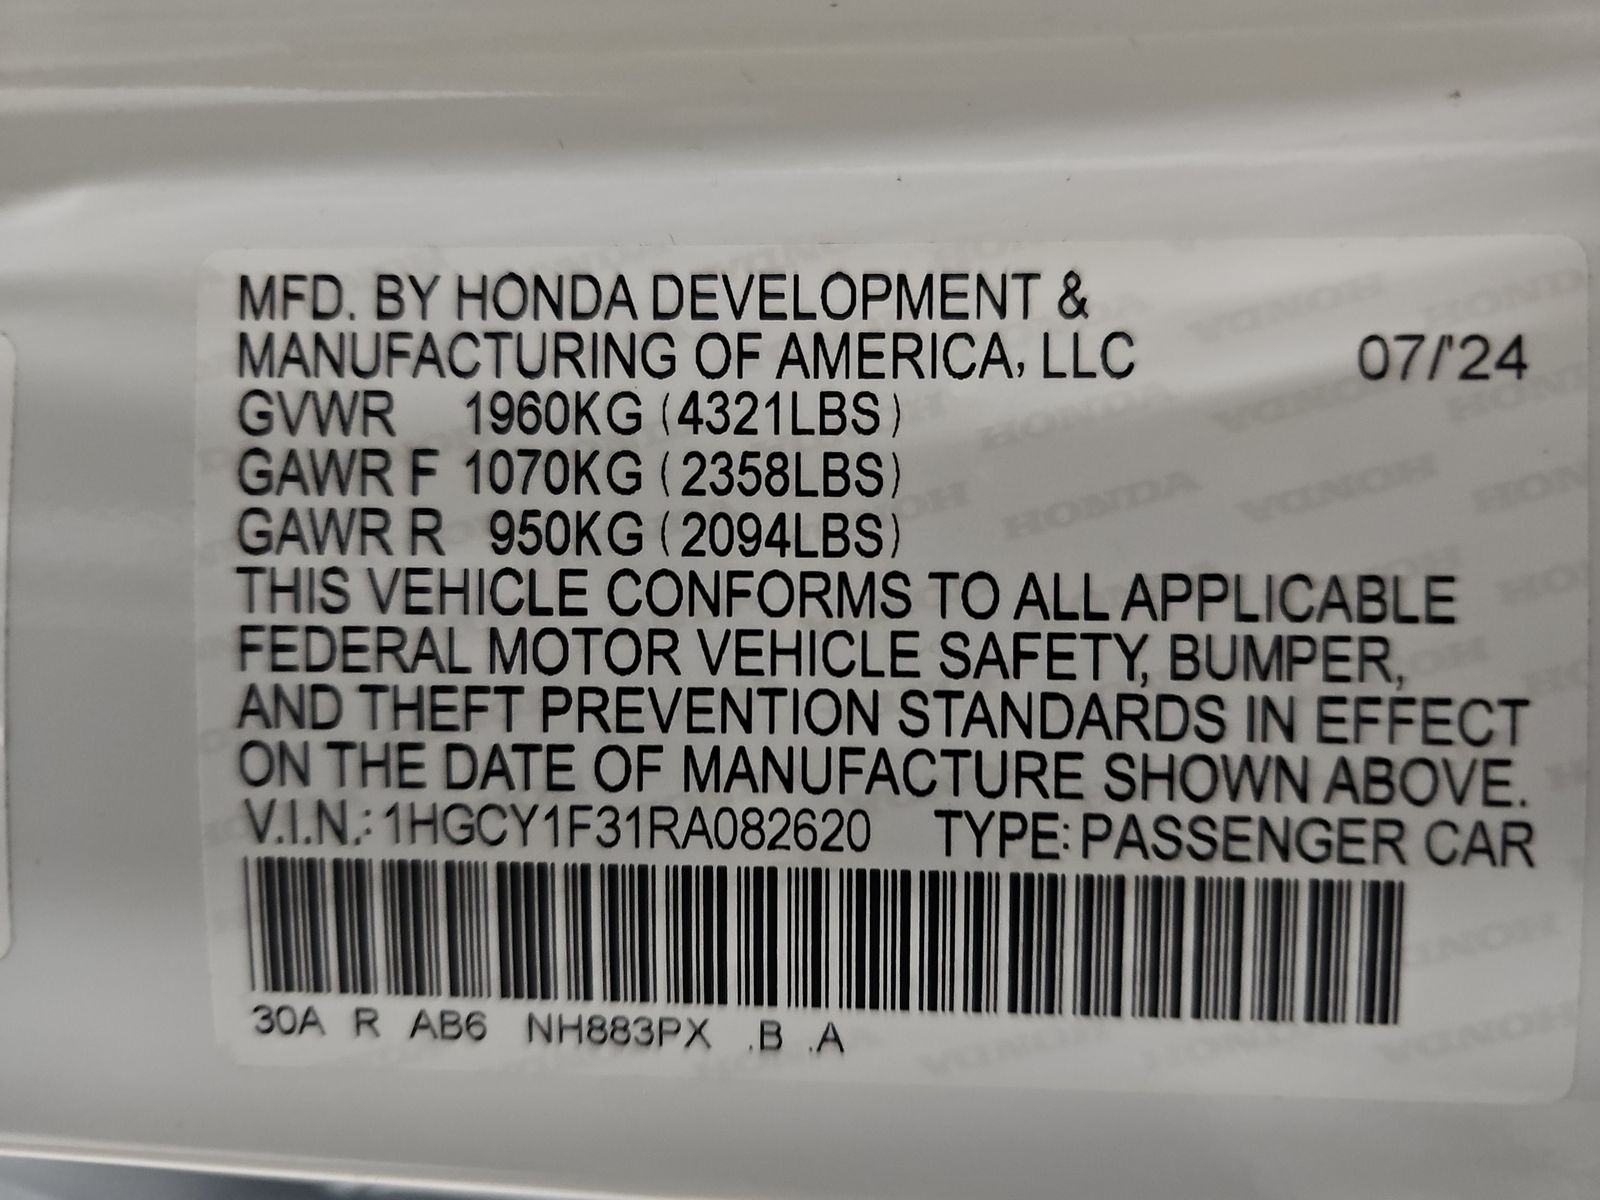 MFD. BY HONDA DEVELOPMENT &
MANUFACTURING OF AMERICA, LLC 07/'24
GVWR 1960KG (4321LBS)
GAWR F 1070KG (2358LBS)
GAWR R 950KG (2094LBS)
THIS VEHICLE CONFORMS TO ALL APPLICABLE
FEDERAL MOTOR VEHICLE SAFETY, BUMPER,
AND THEFT PREVENTION STANDARDS IN EFFECT
ON THE DATE OF MANUFACTURE SHOWN ABOVE.
V.I.N.: 1HGCY1F31RA082620 TYPE: PASSENGER CAR
30A R AB6 NH883PX .B .A